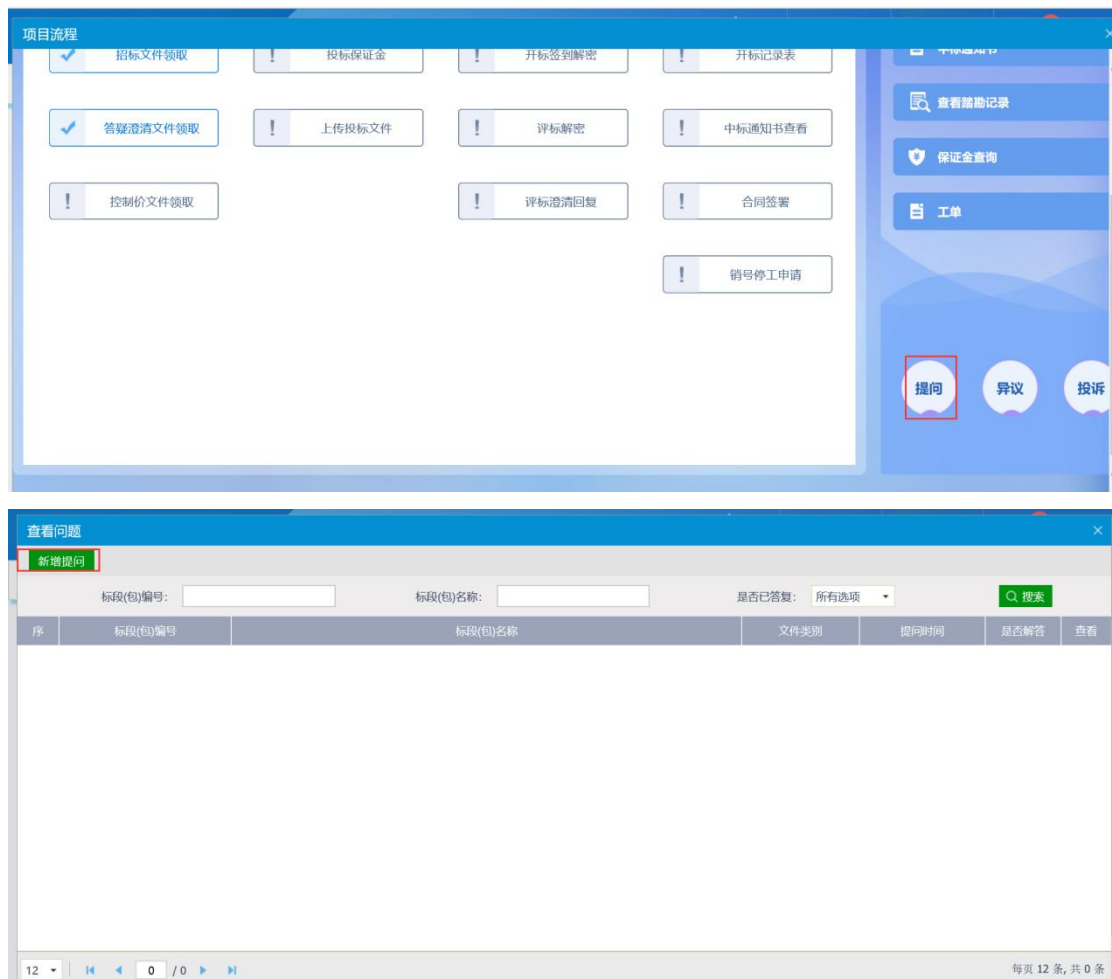 项目流程
招标文件领取
投标保证金
开标签到解密
开标记录表
中标通知书
查看踏勘记录
答疑澄清文件领取
上传投标文件
评标解密
中标通知书查看
保证金查询
控制价文件领取
评标澄清回复
合同签署
工单
销号停工申请
提问
异议
投诉
查看问题
新增提问
标段(包)编号:
标段(包)名称:
是否已答复: 所有选项
搜索
序 标段(包)编号 标段(包)名称 文件类别 提问时间 是否解答 查看
12 0 / 0 每页 12 条, 共 0 条